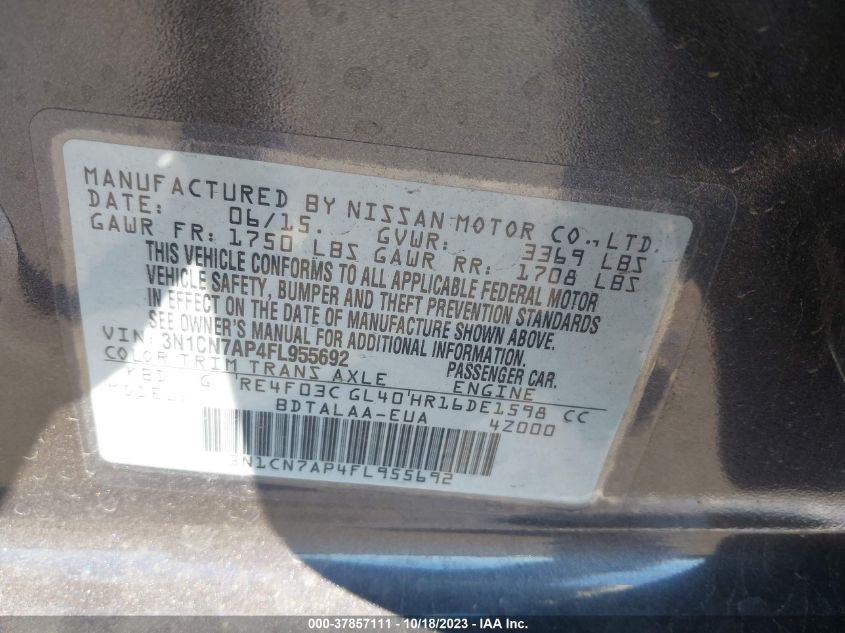 MANUFACTURED BY NISSAN MOTOR CO., LTD.
DATE: 06/15. GVWR: 3369 LBS
GAWR FR: 1750 LBS GAWR RR: 1708 LBS
THIS VEHICLE CONFORMS TO ALL APPLICABLE FEDERAL MOTOR
VEHICLE SAFETY, BUMPER AND THEFT PREVENTION STANDARDS
IN EFFECT ON THE DATE OF MANUFACTURE SHOWN ABOVE.
SEE OWNER'S MANUAL FOR ADDITIONAL INFORMATION.
VIN: 3N1CN7AP4FL955692 PASSENGER CAR.
COLOR TRIM TRANS AXLE ENGINE
G RE4F03C GL40 HR16DE1598 CC
MODEL: BDTALAA-EUA 4Z000
3N1CN7AP4FL955692
000-37857111 - 10/18/2023 - Copyright © 2023 IAA, Inc.